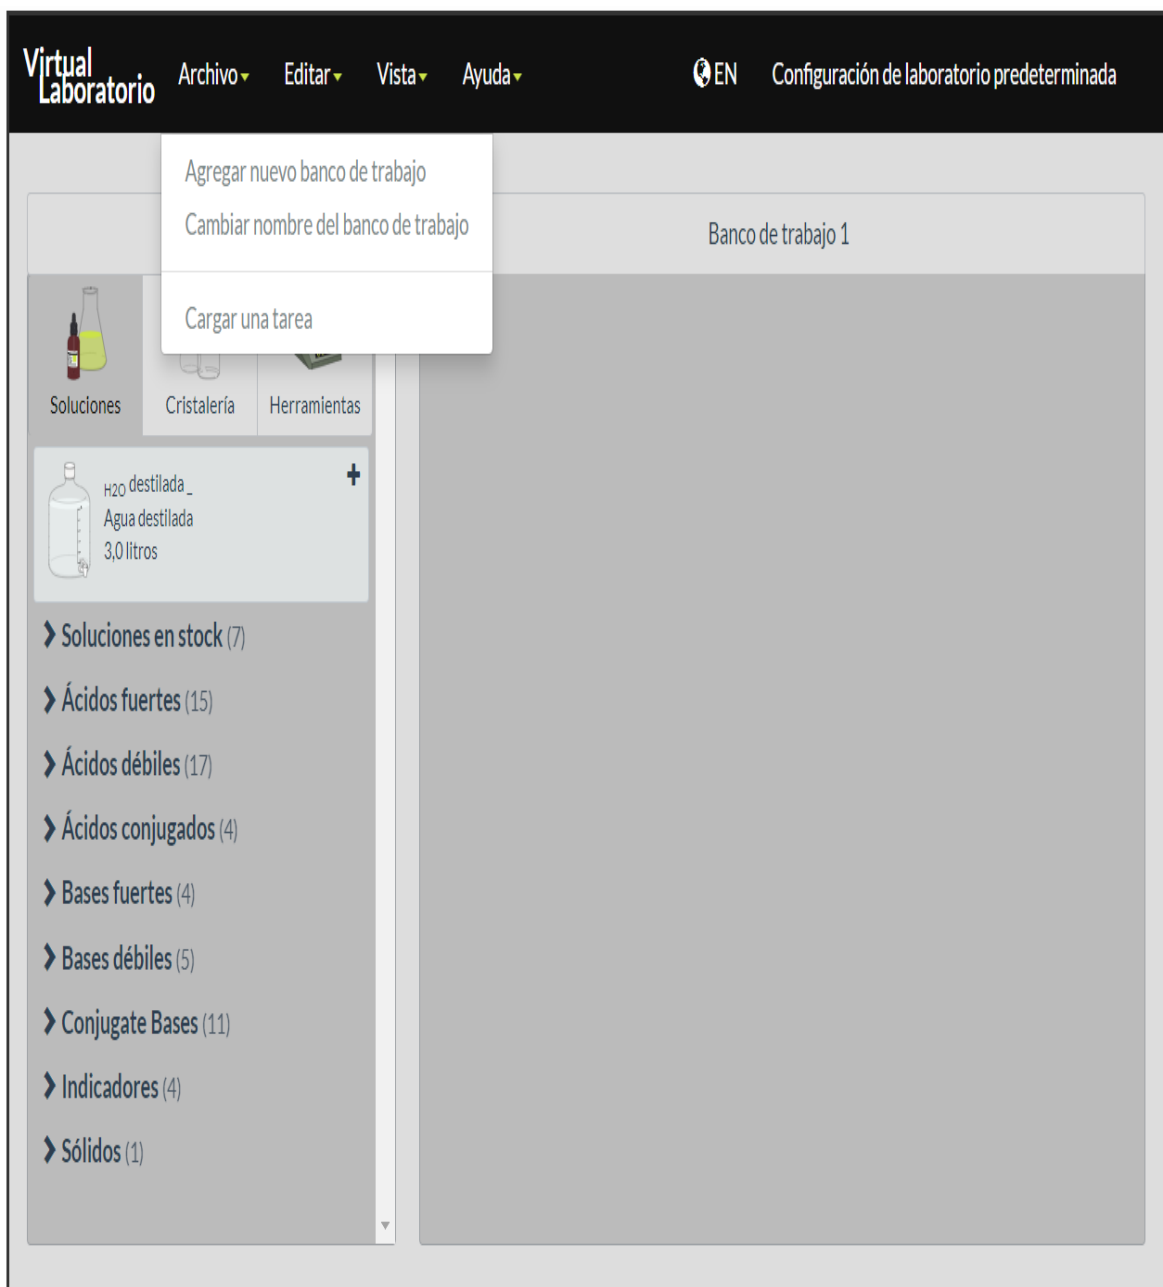 Virtual
Laboratorio
Archivo
Editar
Vista
Ayuda
EN
Configuración de laboratorio predeterminada
Agregar nuevo banco de trabajo
Cambiar nombre del banco de trabajo
Cargar una tarea
Banco de trabajo 1
Soluciones
Cristalería
Herramientas
H2O destilada_
Agua destilada
3,0 litros
Soluciones en stock (7)
Ácidos fuertes (15)
Ácidos débiles (17)
Ácidos conjugados (4)
Bases fuertes (4)
Bases débiles (5)
Conjugate Bases (11)
Indicadores (4)
Sólidos (1)